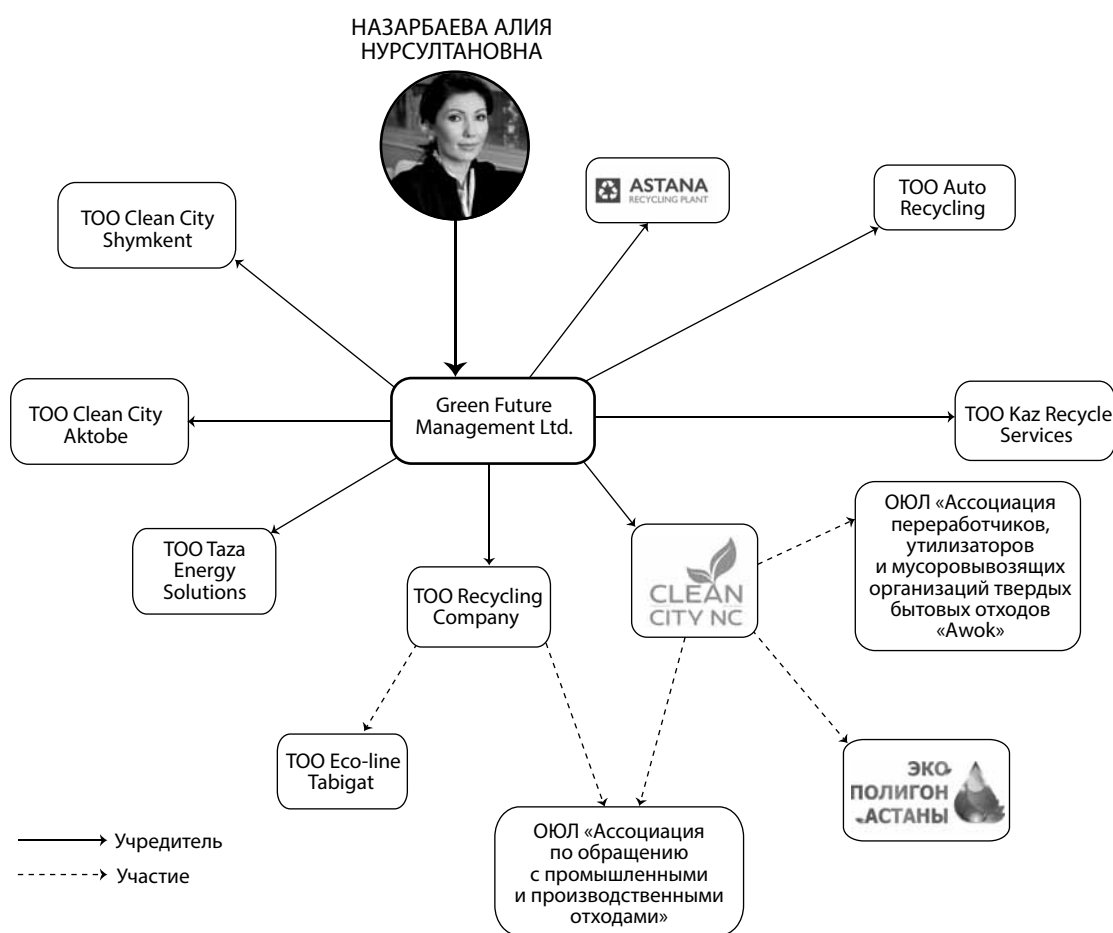 НАЗАРБАЕВА АЛИЯ
НУРСУЛТАНОВНА
ТОО Clean City
Shymkent
ASTANA
RECYCLING PLANT
ТОО Auto
Recycling
ТОО Clean City
Aktobe
Green Future
Management Ltd.
ТОО Kaz Recycle
Services
ТОО Taza
Energy
Solutions
ТОО Recycling
Company
CLEAN
CITY NC
ОЮЛ «Ассоциация
переработчиков,
утилизаторов
и мусоровывозящих
организаций твердых
бытовых отходов
«Awok»
ТОО Eco-line
Tabigat
ОЮЛ «Ассоциация
по обращению
с промышленными
и производственными
отходами»
ЭКО
ПОЛИГОН
АСТАНЫ
Учредитель
Участие